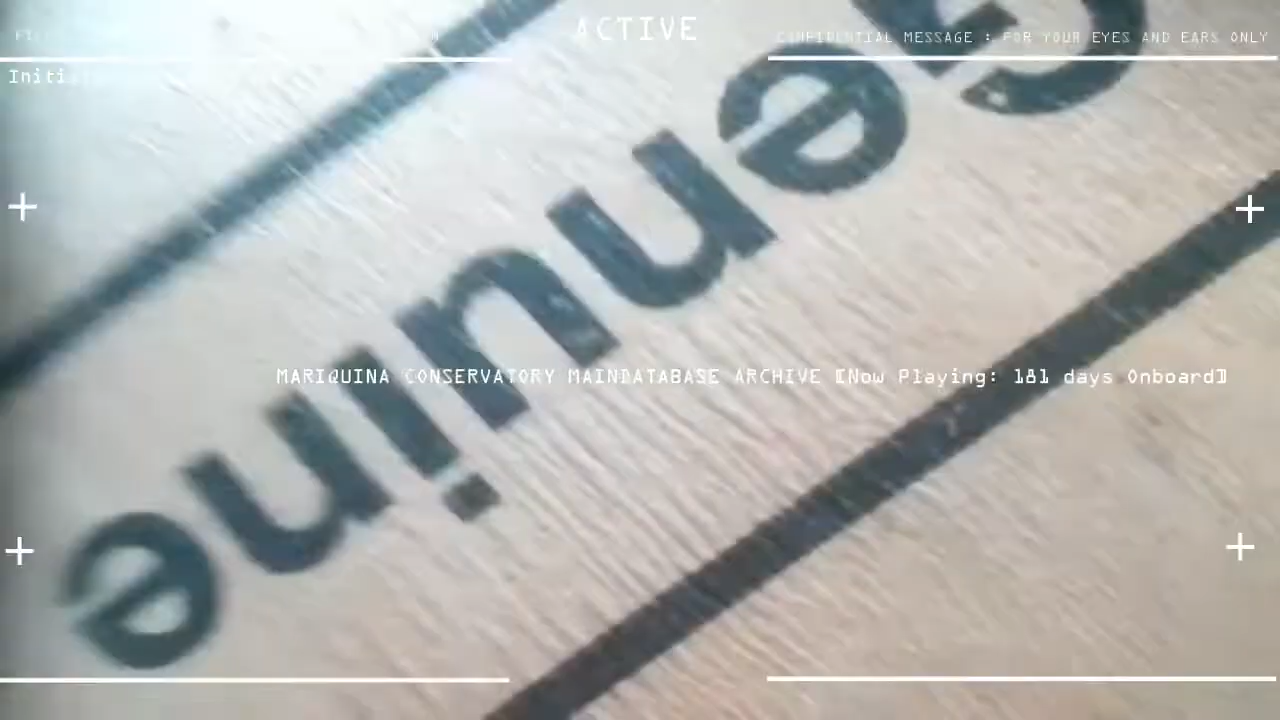 ACTIVE
CONFIDENTIAL MESSAGE : FOR YOUR EYES AND EARS ONLY
Genuine
MARIQUINA CONSERVATORY MAINDATABASE ARCHIVE [Now Playing: 181 days Onboard]